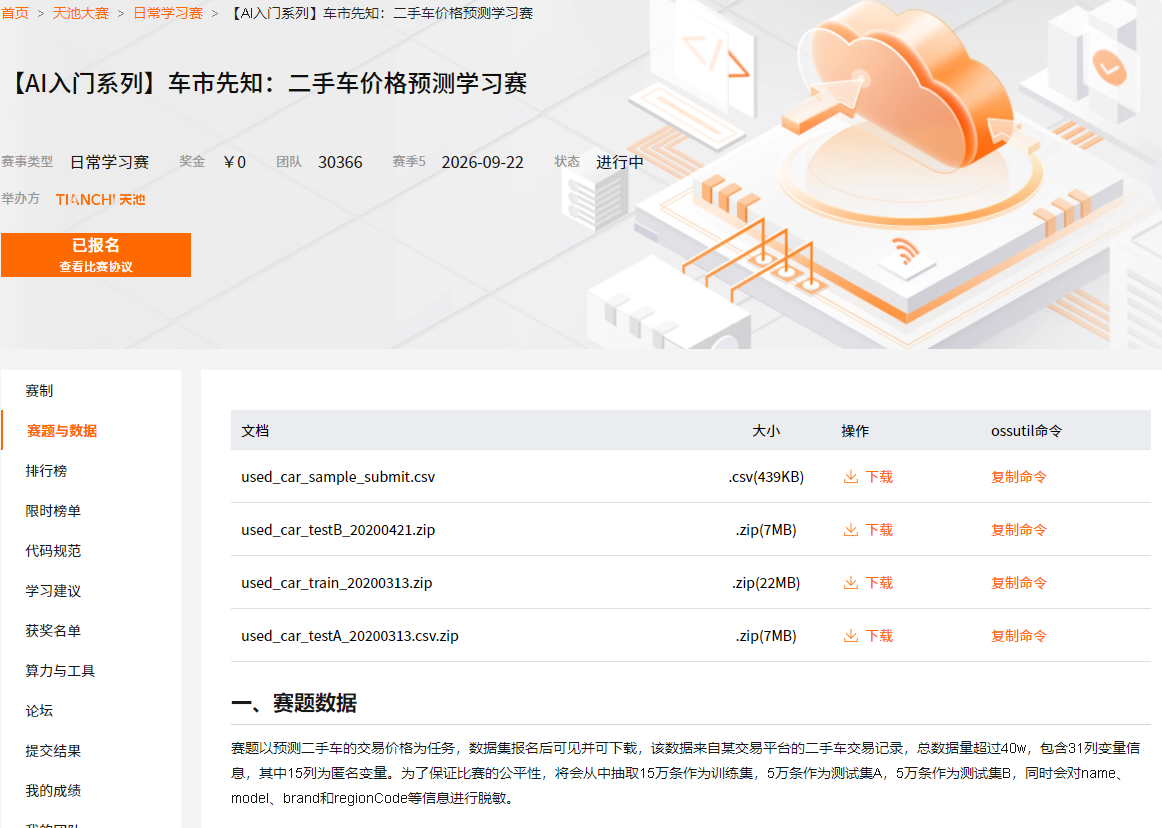 首页 > 天池大赛 > 日常学习赛 > 【AI入门系列】车市先知：二手车价格预测学习赛
【AI入门系列】车市先知：二手车价格预测学习赛
赛事类型 日常学习赛 奖金 ￥0 团队 30366 赛季5 2026-09-22 状态 进行中
举办方 TIANCHI 天池
已报名
查看比赛协议
赛制
赛题与数据
排行榜
限时榜单
代码规范
学习建议
获奖名单
算力与工具
论坛
提交结果
我的成绩
我的团队
文档 大小 操作 ossutil命令
used_car_sample_submit.csv .csv(439KB) 下载 复制命令
used_car_testB_20200421.zip .zip(7MB) 下载 复制命令
used_car_train_20200313.zip .zip(22MB) 下载 复制命令
used_car_testA_20200313.csv.zip .zip(7MB) 下载 复制命令
一、赛题数据
赛题以预测二手车的交易价格为任务，数据集报名后可见并可下载，该数据来自某交易平台的二手车交易记录，总数据量超过40w，包含31列变量信
息，其中15列为匿名变量。为了保证比赛的公平性，将会从中抽取15万条作为训练集，5万条作为测试集A，5万条作为测试集B，同时会对name、
model、brand和regionCode等信息进行脱敏。